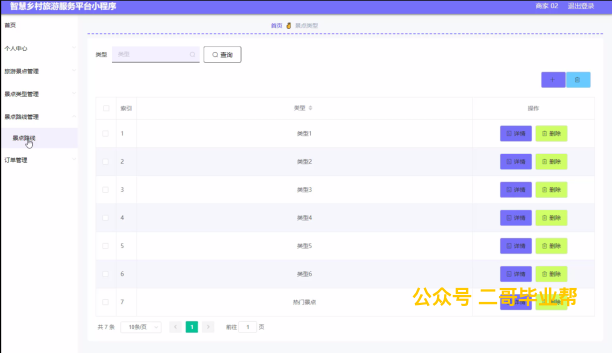 智慧乡村旅游服务平台小程序
商家 02 退出登录
首页 景点类型
首页
个人中心
旅游景点管理
景点类型管理
景点路线管理
景点路线
订单管理
类型 类型 查询
+
索引 类型 操作
1 类型1 详情 删除
2 类型2 详情 删除
3 类型3 详情 删除
4 类型4 详情 删除
5 类型5 详情 删除
6 类型6 详情 删除
7 热门景点 详情 删除
公众号 二哥毕业帮
共 7 条 10条/页 1 前往 1 页